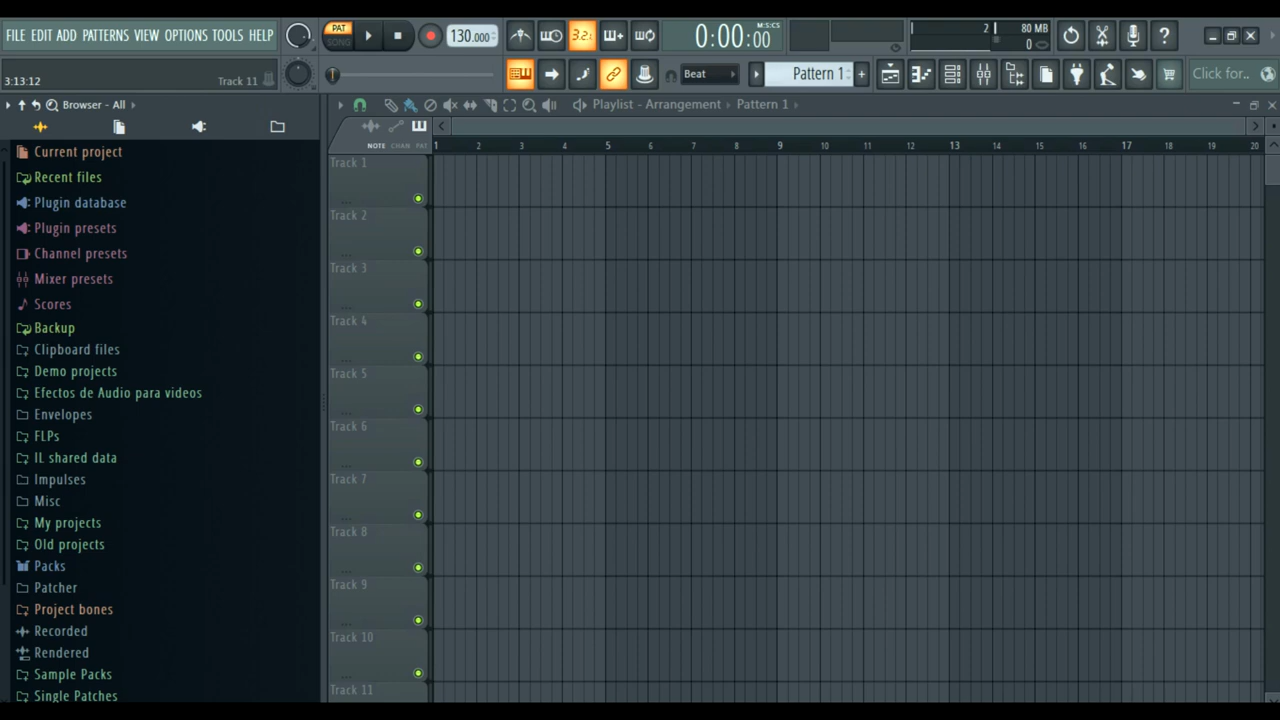 FILE EDIT ADD PATTERNS VIEW OPTIONS TOOLS HELP
PAT
SONG
130.000
3.2.
0:00:00
M:S:CS
2
80 MB
0
3:13:12
Track 11
Beat
Pattern 1
Click for..
Browser - All
Playlist - Arrangement
Pattern 1
NOTE CHAN PAT
1 2 3 4 5 6 7 8 9 10 11 12 13 14 15 16 17 18 19 20
Current project
Recent files
Plugin database
Plugin presets
Channel presets
Mixer presets
Scores
Backup
Clipboard files
Demo projects
Efectos de Audio para videos
Envelopes
FLPs
IL shared data
Impulses
Misc
My projects
Old projects
Packs
Patcher
Project bones
Recorded
Rendered
Sample Packs
Single Patches
Track 1
Track 2
Track 3
Track 4
Track 5
Track 6
Track 7
Track 8
Track 9
Track 10
Track 11